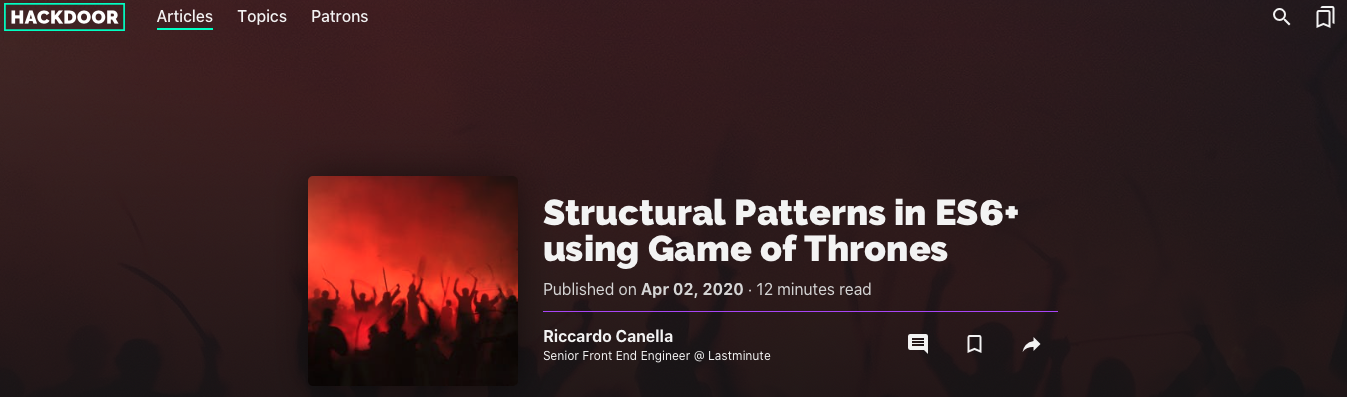 HACKDOOR
Articles
Topics
Patrons
Structural Patterns in ES6+
using Game of Thrones
Published on Apr 02, 2020 · 12 minutes read
Riccardo Canella
Senior Front End Engineer @ Lastminute